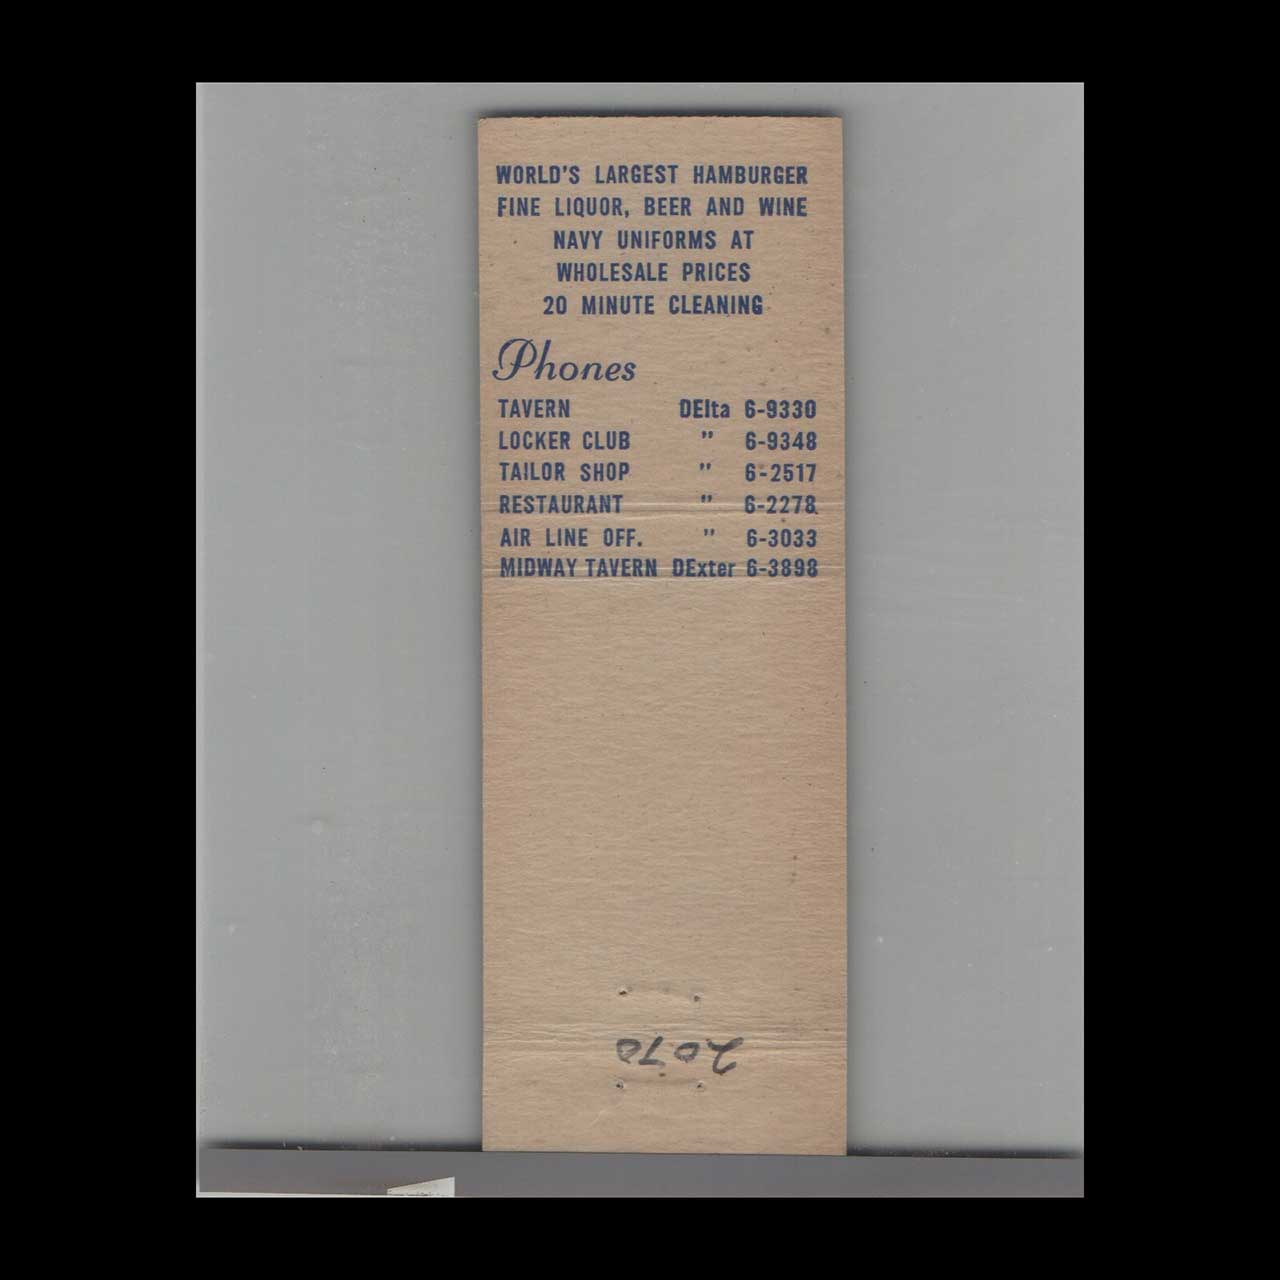 WORLD'S LARGEST HAMBURGER
FINE LIQUOR, BEER AND WINE
NAVY UNIFORMS AT
WHOLESALE PRICES
20 MINUTE CLEANING
Phones
TAVERN DElta 6-9330
LOCKER CLUB " 6-9348
TAILOR SHOP " 6-2517
RESTAURANT " 6-2278
AIR LINE OFF. " 6-3033
MIDWAY TAVERN DExter 6-3898
2070